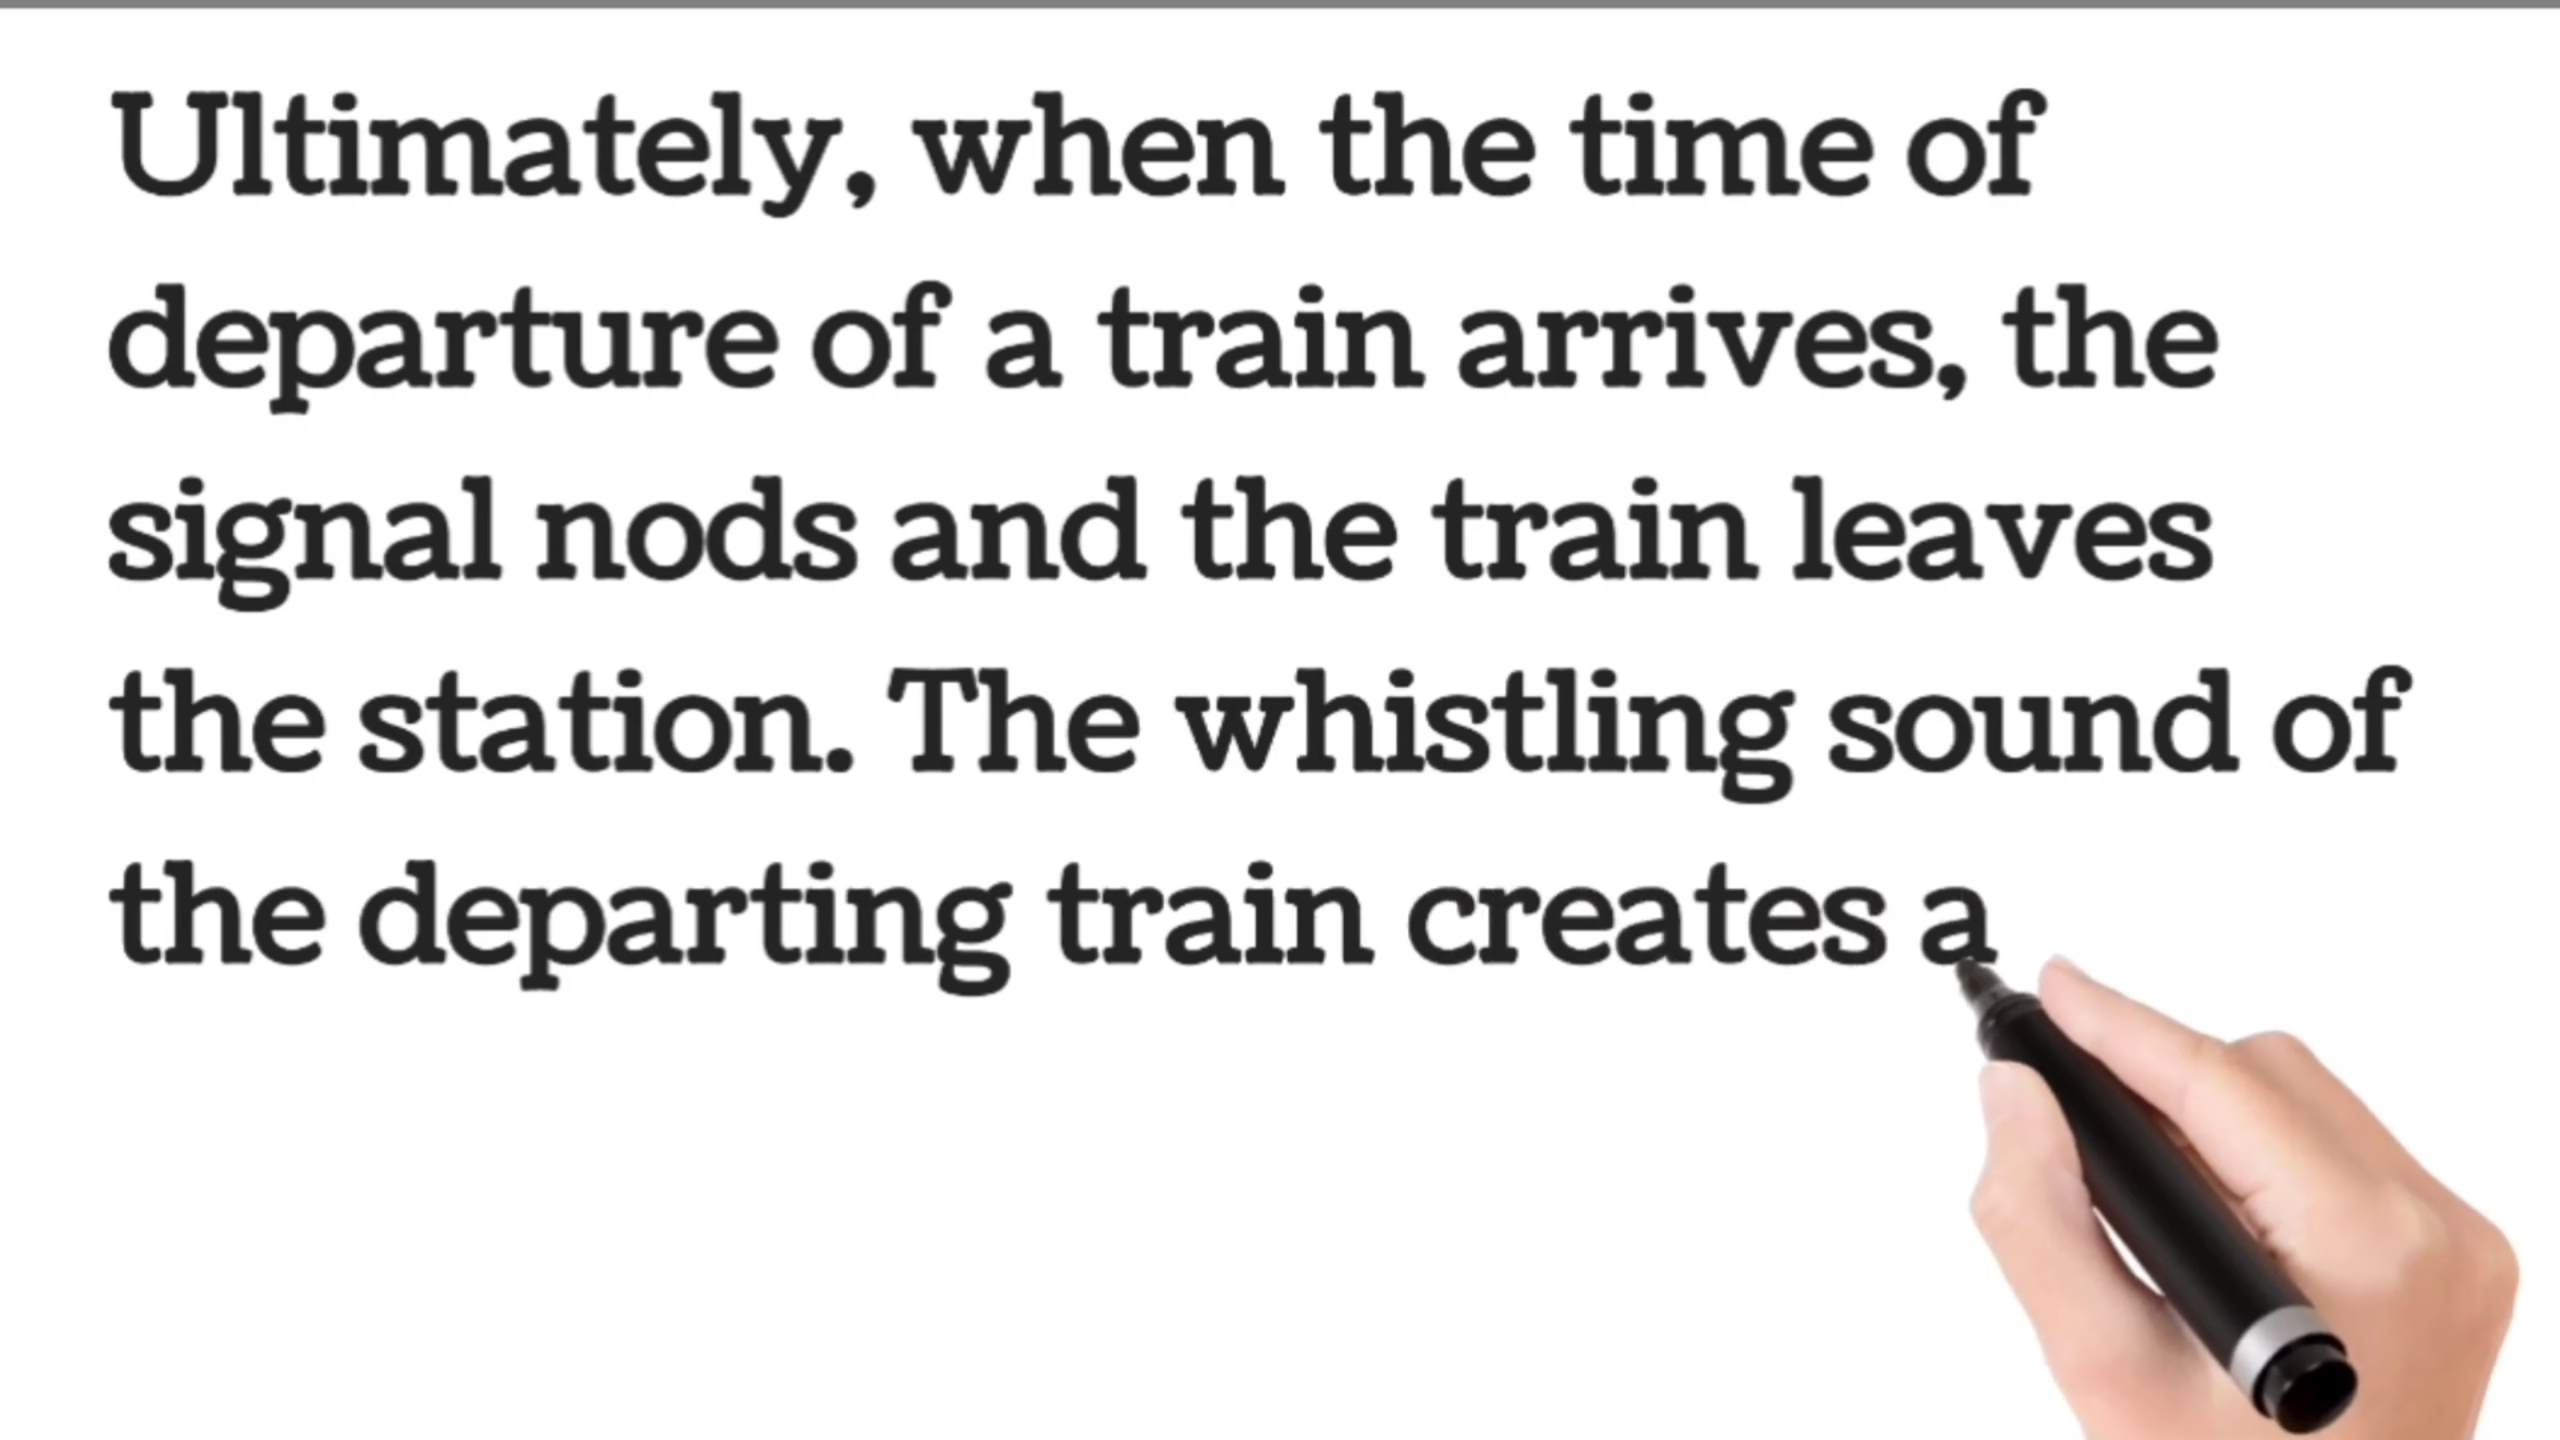 Ultimately, when the time of
departure of a train arrives, the
signal nods and the train leaves
the station. The whistling sound of
the departing train creates a